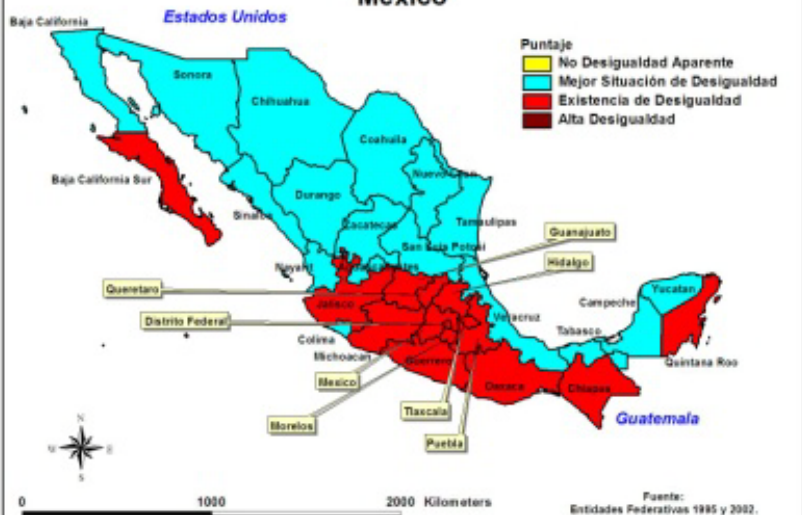 México
Estados Unidos
Baja California
Puntaje
No Desigualdad Aparente
Mejor Situación de Desigualdad
Existencia de Desigualdad
Alta Desigualdad
Sonora
Chihuahua
Coahuila
Nuevo Leon
Baja California Sur
Durango
Sinaloa
Zacatecas
Tamaulipas
San Luis Potosi
Guanajuato
Hidalgo
Nayarit
Aguascalientes
Queretaro
Yucatan
Campeche
Jalisco
Veracruz
Distrito Federal
Tabasco
Colima
Michoacan
Guerrero
Quintana Roo
Mexico
Oaxaca
Chiapas
Tlaxcala
Morelos
Guatemala
Puebla
N
W
E
S
0 1000 2000 Kilometers
Fuente:
Entidades Federativas 1995 y 2002.